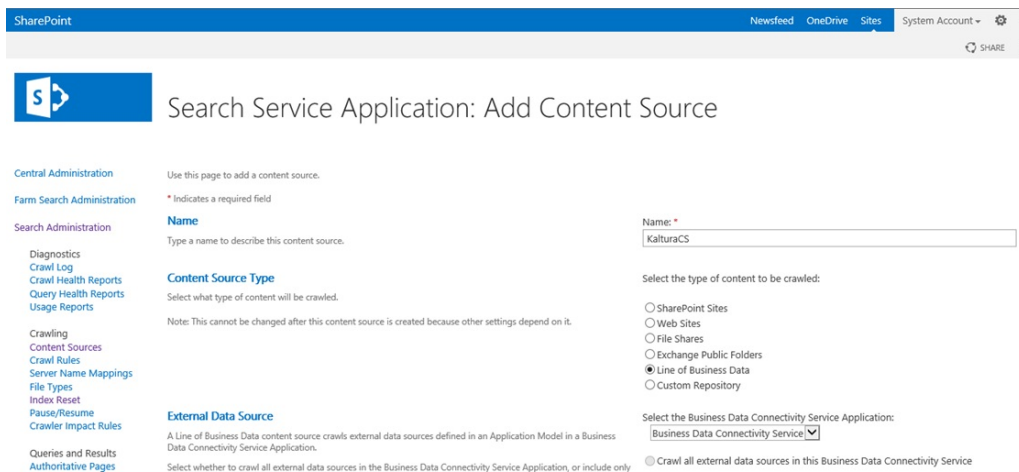 SharePoint
Newsfeed OneDrive Sites System Account
SHARE
S
Search Service Application: Add Content Source
Central Administration
Farm Search Administration
Search Administration
Diagnostics
Crawl Log
Crawl Health Reports
Query Health Reports
Usage Reports
Crawling
Content Sources
Crawl Rules
Server Name Mappings
File Types
Index Reset
Pause/Resume
Crawler Impact Rules
Queries and Results
Authoritative Pages
Use this page to add a content source.
* Indicates a required field
Name
Type a name to describe this content source.
Name: *
KalturaCS
Content Source Type
Select what type of content will be crawled.
Note: This cannot be changed after this content source is created because other settings depend on it.
Select the type of content to be crawled:
SharePoint Sites
Web Sites
File Shares
Exchange Public Folders
Line of Business Data
Custom Repository
External Data Source
A Line of Business Data content source crawls external data sources defined in an Application Model in a Business
Data Connectivity Service Application.
Select whether to crawl all external data sources in the Business Data Connectivity Service Application, or include only
Select the Business Data Connectivity Service Application:
Business Data Connectivity Service
Crawl all external data sources in this Business Data Connectivity Service